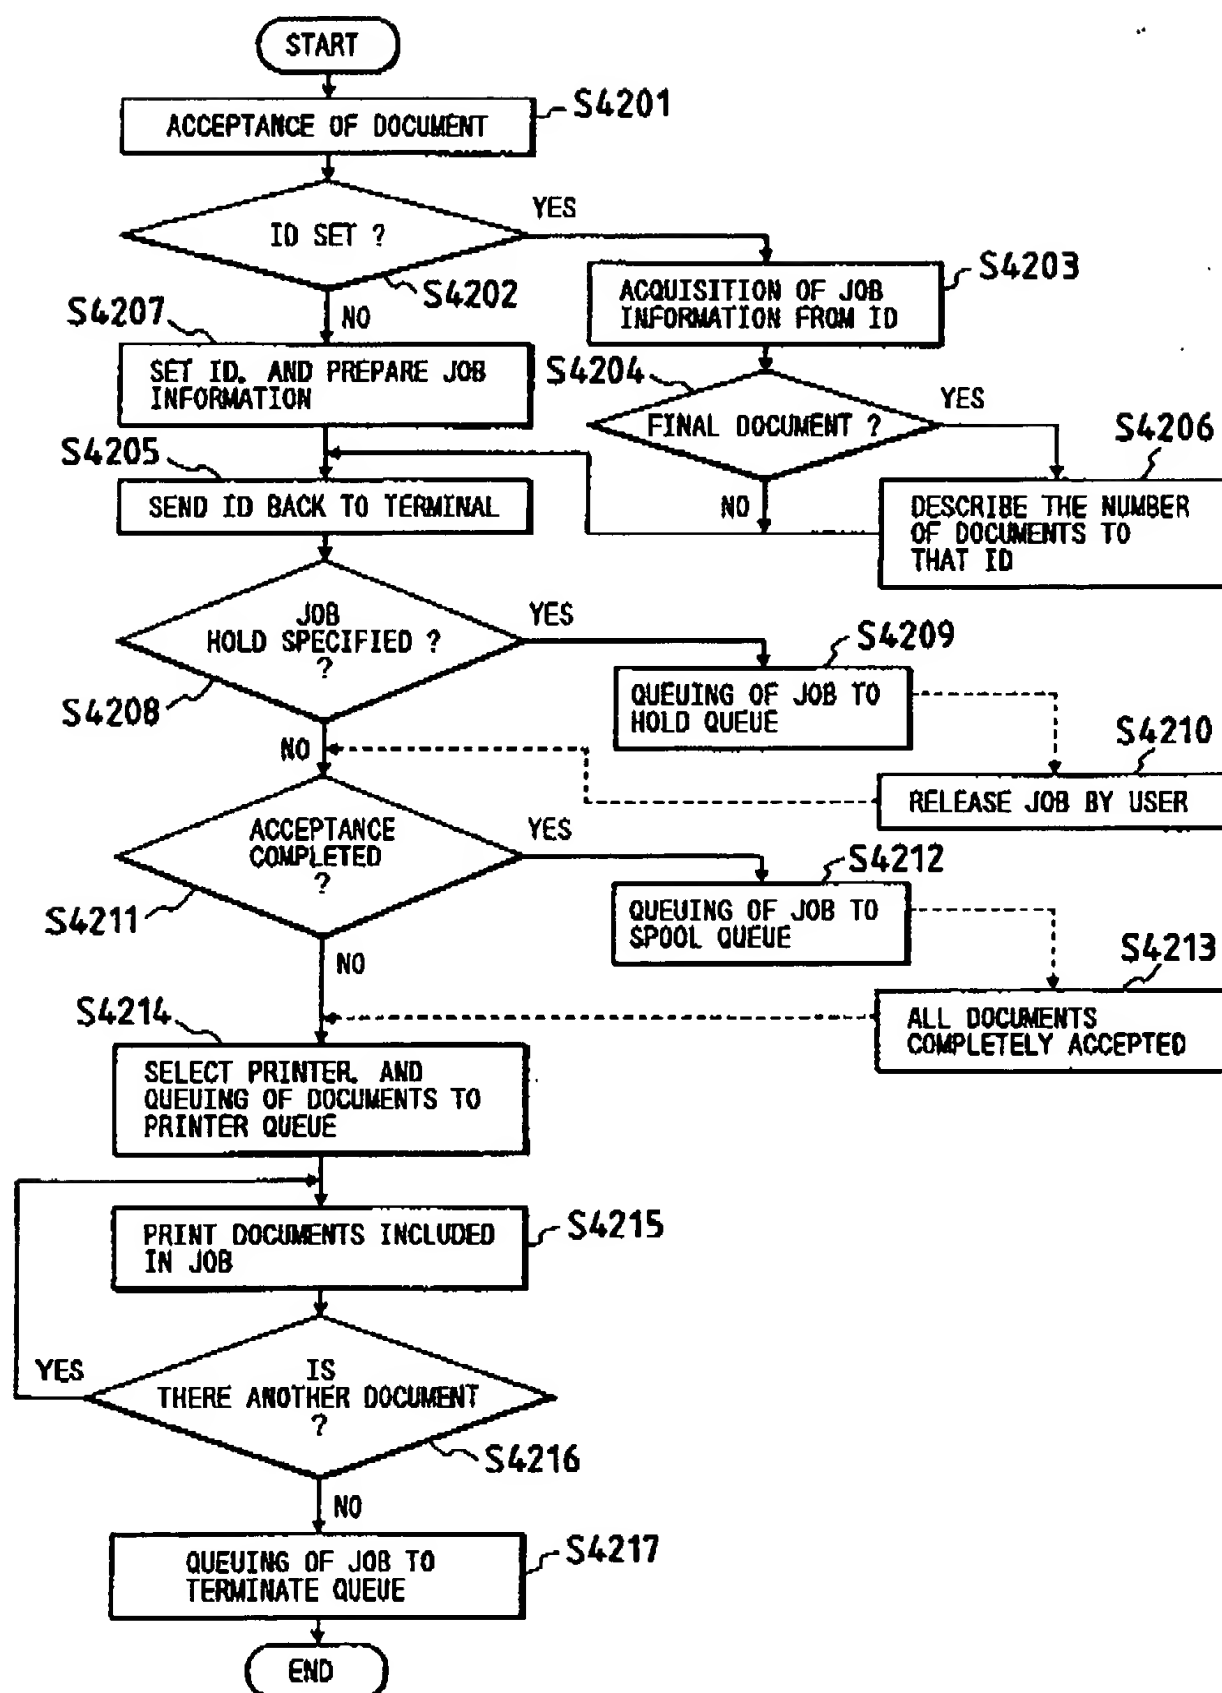 START
S4201
ACCEPTANCE OF DOCUMENT
YES
ID SET ?
S4202
S4203
ACQUISITION OF JOB
INFORMATION FROM ID
NO
S4207
SET ID. AND PREPARE JOB
INFORMATION
S4204
FINAL DOCUMENT ?
YES
S4206
DESCRIBE THE NUMBER
OF DOCUMENTS TO
THAT ID
NO
S4205
SEND ID BACK TO TERMINAL
JOB
HOLD SPECIFIED ?
?
YES
S4208
S4209
QUEUING OF JOB TO
HOLD QUEUE
S4210
RELEASE JOB BY USER
NO
ACCEPTANCE
COMPLETED
?
YES
S4211
S4212
QUEUING OF JOB TO
SPOOL QUEUE
S4213
ALL DOCUMENTS
COMPLETELY ACCEPTED
NO
S4214
SELECT PRINTER. AND
QUEUING OF DOCUMENTS TO
PRINTER QUEUE
S4215
PRINT DOCUMENTS INCLUDED
IN JOB
YES
IS
THERE ANOTHER DOCUMENT
?
S4216
NO
S4217
QUEUING OF JOB TO
TERMINATE QUEUE
END